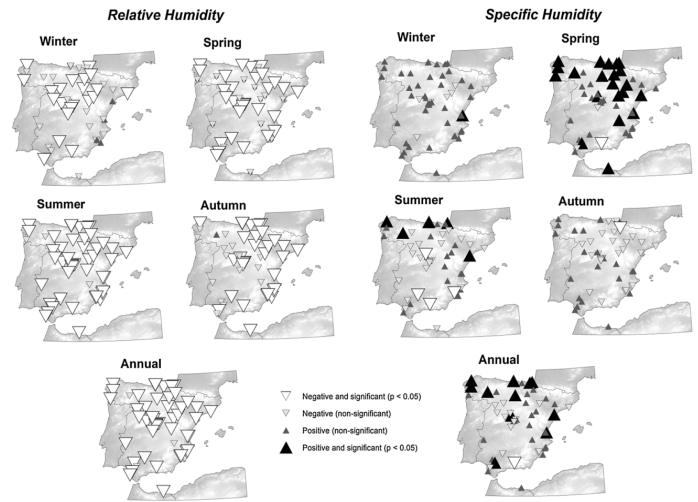 Relative Humidity
Specific Humidity
Winter
Spring
Winter
Spring
Summer
Autumn
Summer
Autumn
Annual
Annual
Negative and significant (p < 0.05)
Negative (non-significant)
Positive (non-significant)
Positive and significant (p < 0.05)